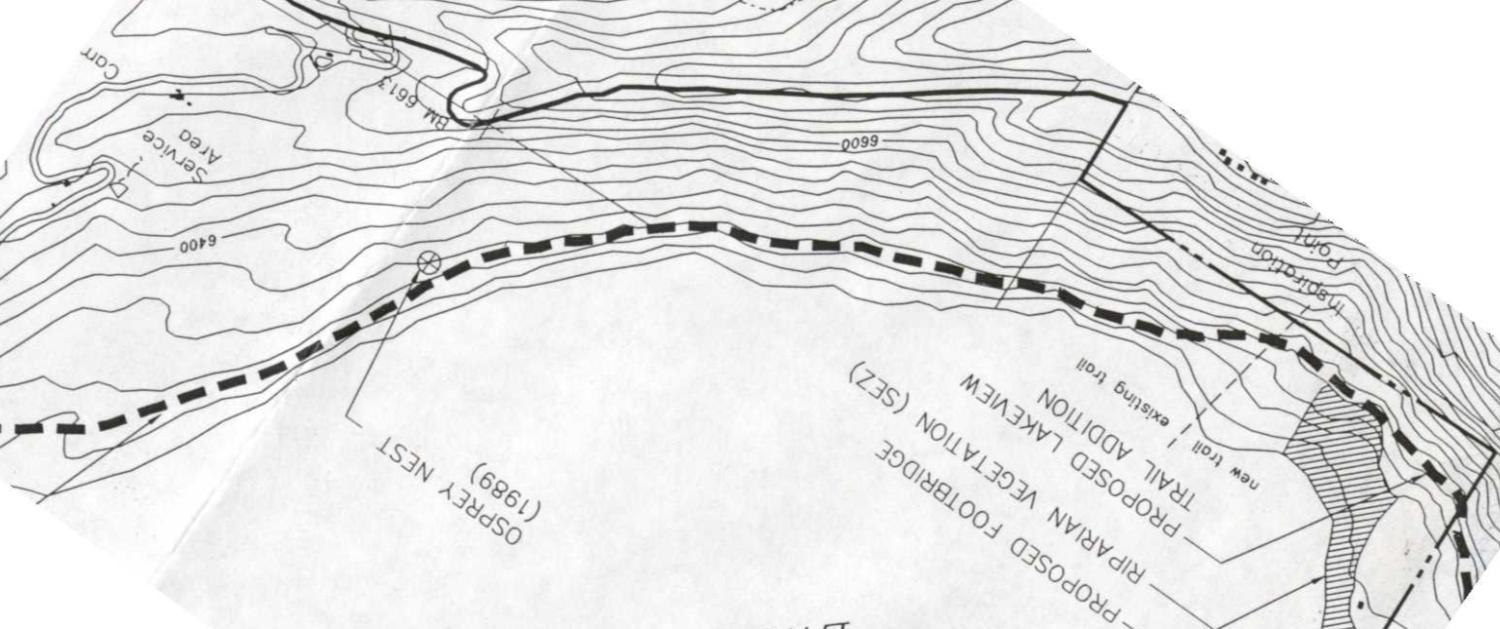 Inspiration
Point
6600
BM 6613
Service
Area
6400
new trail
existing trail
PROPOSED LAKEVIEW
TRAIL ADDITION
RIPARIAN VEGETATION (SEZ)
PROPOSED FOOTBRIDGE
OSPREY NEST
(1989)